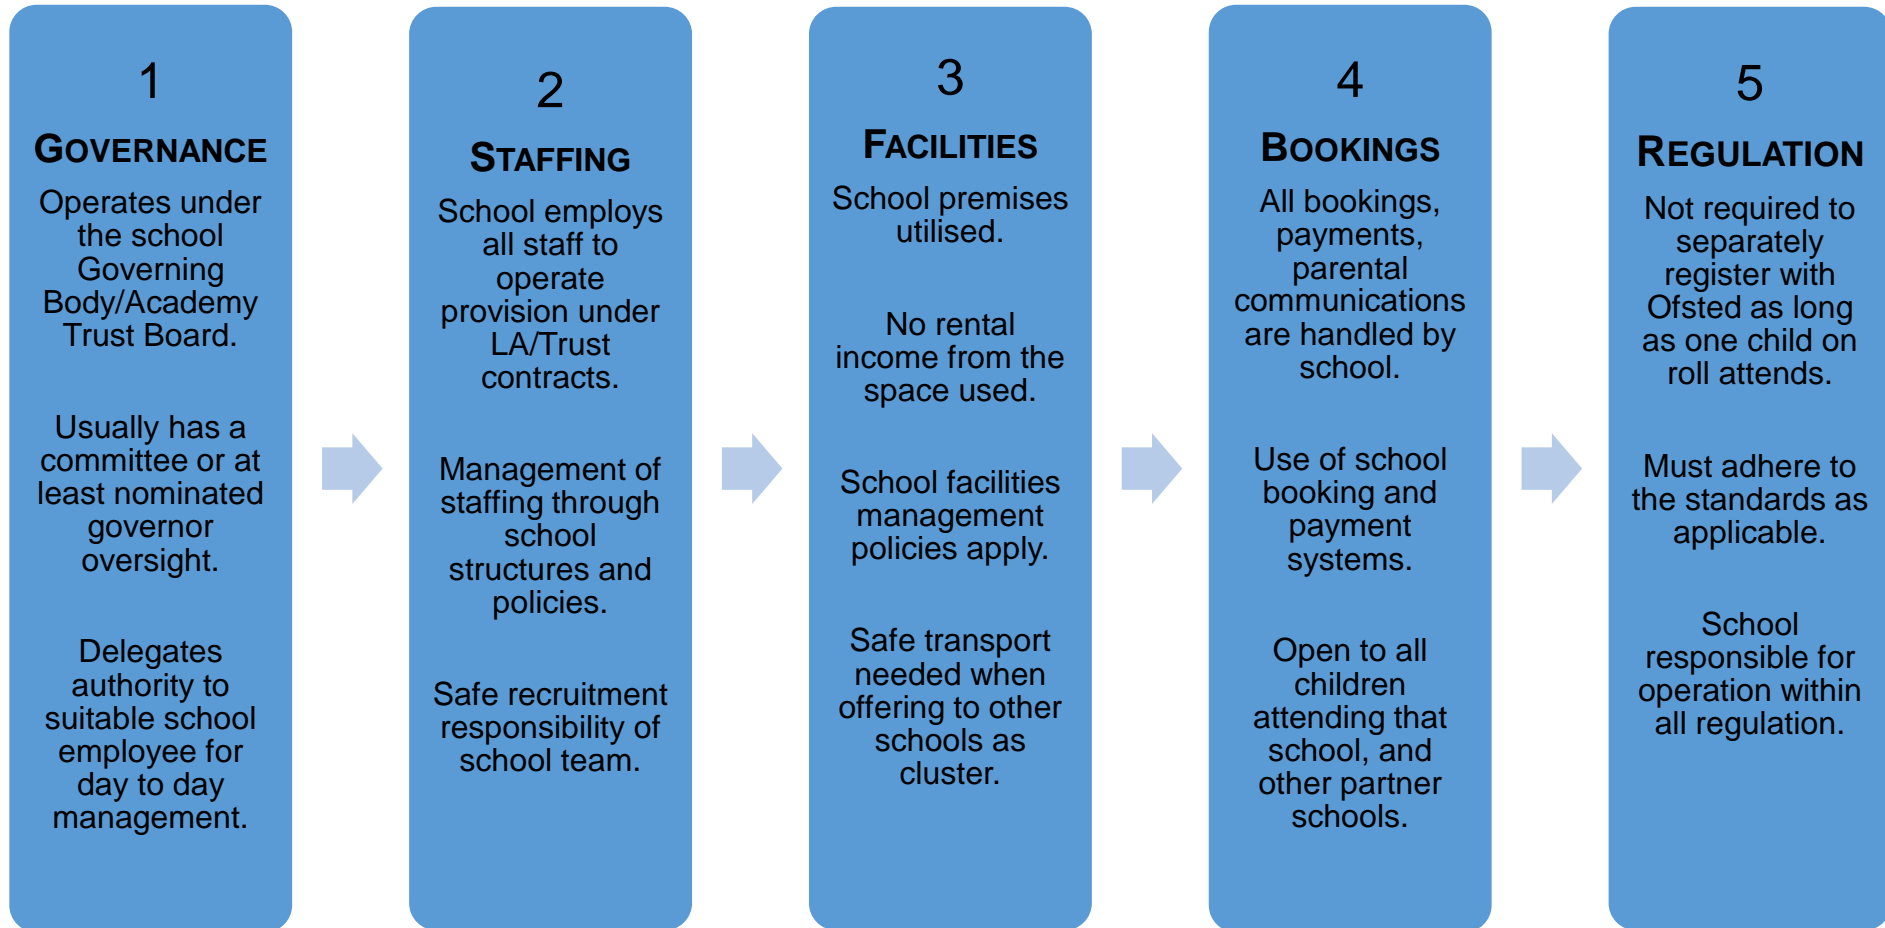 1
GOVERNANCE
Operates under
the school
Governing
Body/Academy
Trust Board.
Usually has a
committee or at
least nominated
governor
oversight.
Delegates
authority to
suitable school
employee for
day to day
management.
2
STAFFING
School employs
all staff to
operate
provision under
LA/Trust
contracts.
Management of
staffing through
school
structures and
policies.
Safe recruitment
responsibility of
school team.
3
FACILITIES
School premises
utilised.
No rental
income from the
space used.
School facilities
management
policies apply.
Safe transport
needed when
offering to other
schools as
cluster.
4
BOOKINGS
All bookings,
payments,
parental
communications
are handled by
school.
Use of school
booking and
payment
systems.
Open to all
children
attending that
school, and
other partner
schools.
5
REGULATION
Not required to
separately
register with
Ofsted as long
as one child on
roll attends.
Must adhere to
the standards as
applicable.
School
responsible for
operation within
all regulation.